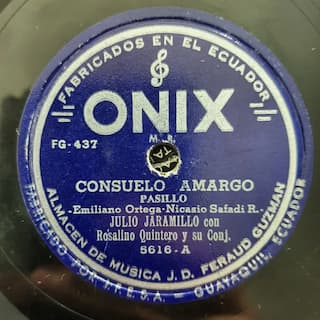 FABRICADOS EN EL ECUADOR
ONIX
M. R.
FG-437
CONSUELO AMARGO
PASILLO
-Emiliano Ortega-Nicasio Safadi R.-
JULIO JARAMILLO con
Rosalino Quintero y su Conj.
5616-A
ALMACEN DE MUSICA J. D. FERAUD GUZMAN
FABRICADO POR I.F.E.S.A. - GUAYAQUIL, ECUADOR